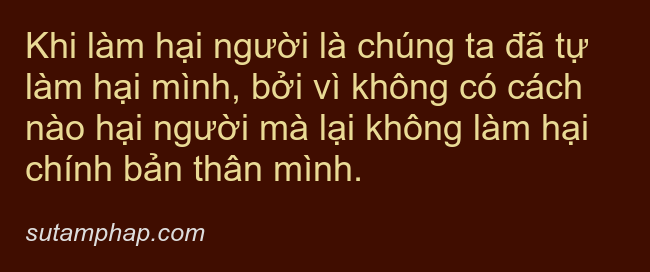 Khi làm hại người là chúng ta đã tự
làm hại mình, bởi vì không có cách
nào hại người mà lại không làm hại
chính bản thân mình.
sutamphap.com